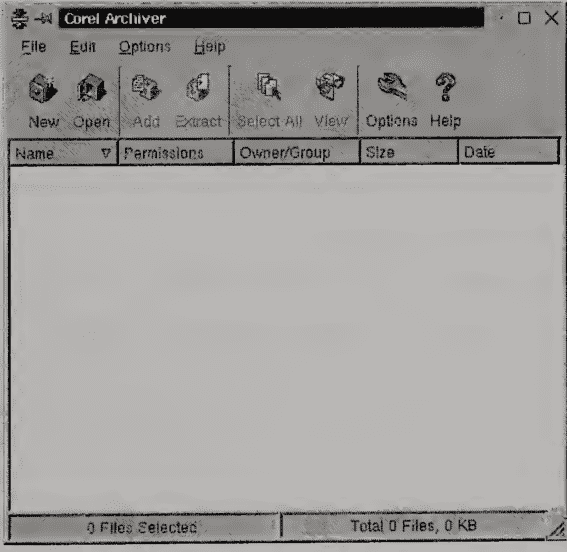 Corel Archiver
File Edit Options Help
New Open Add Extract Select All View Options Help
Name Permissions Owner/Group Size Date
0 Files Selected Total 0 Files, 0 KB